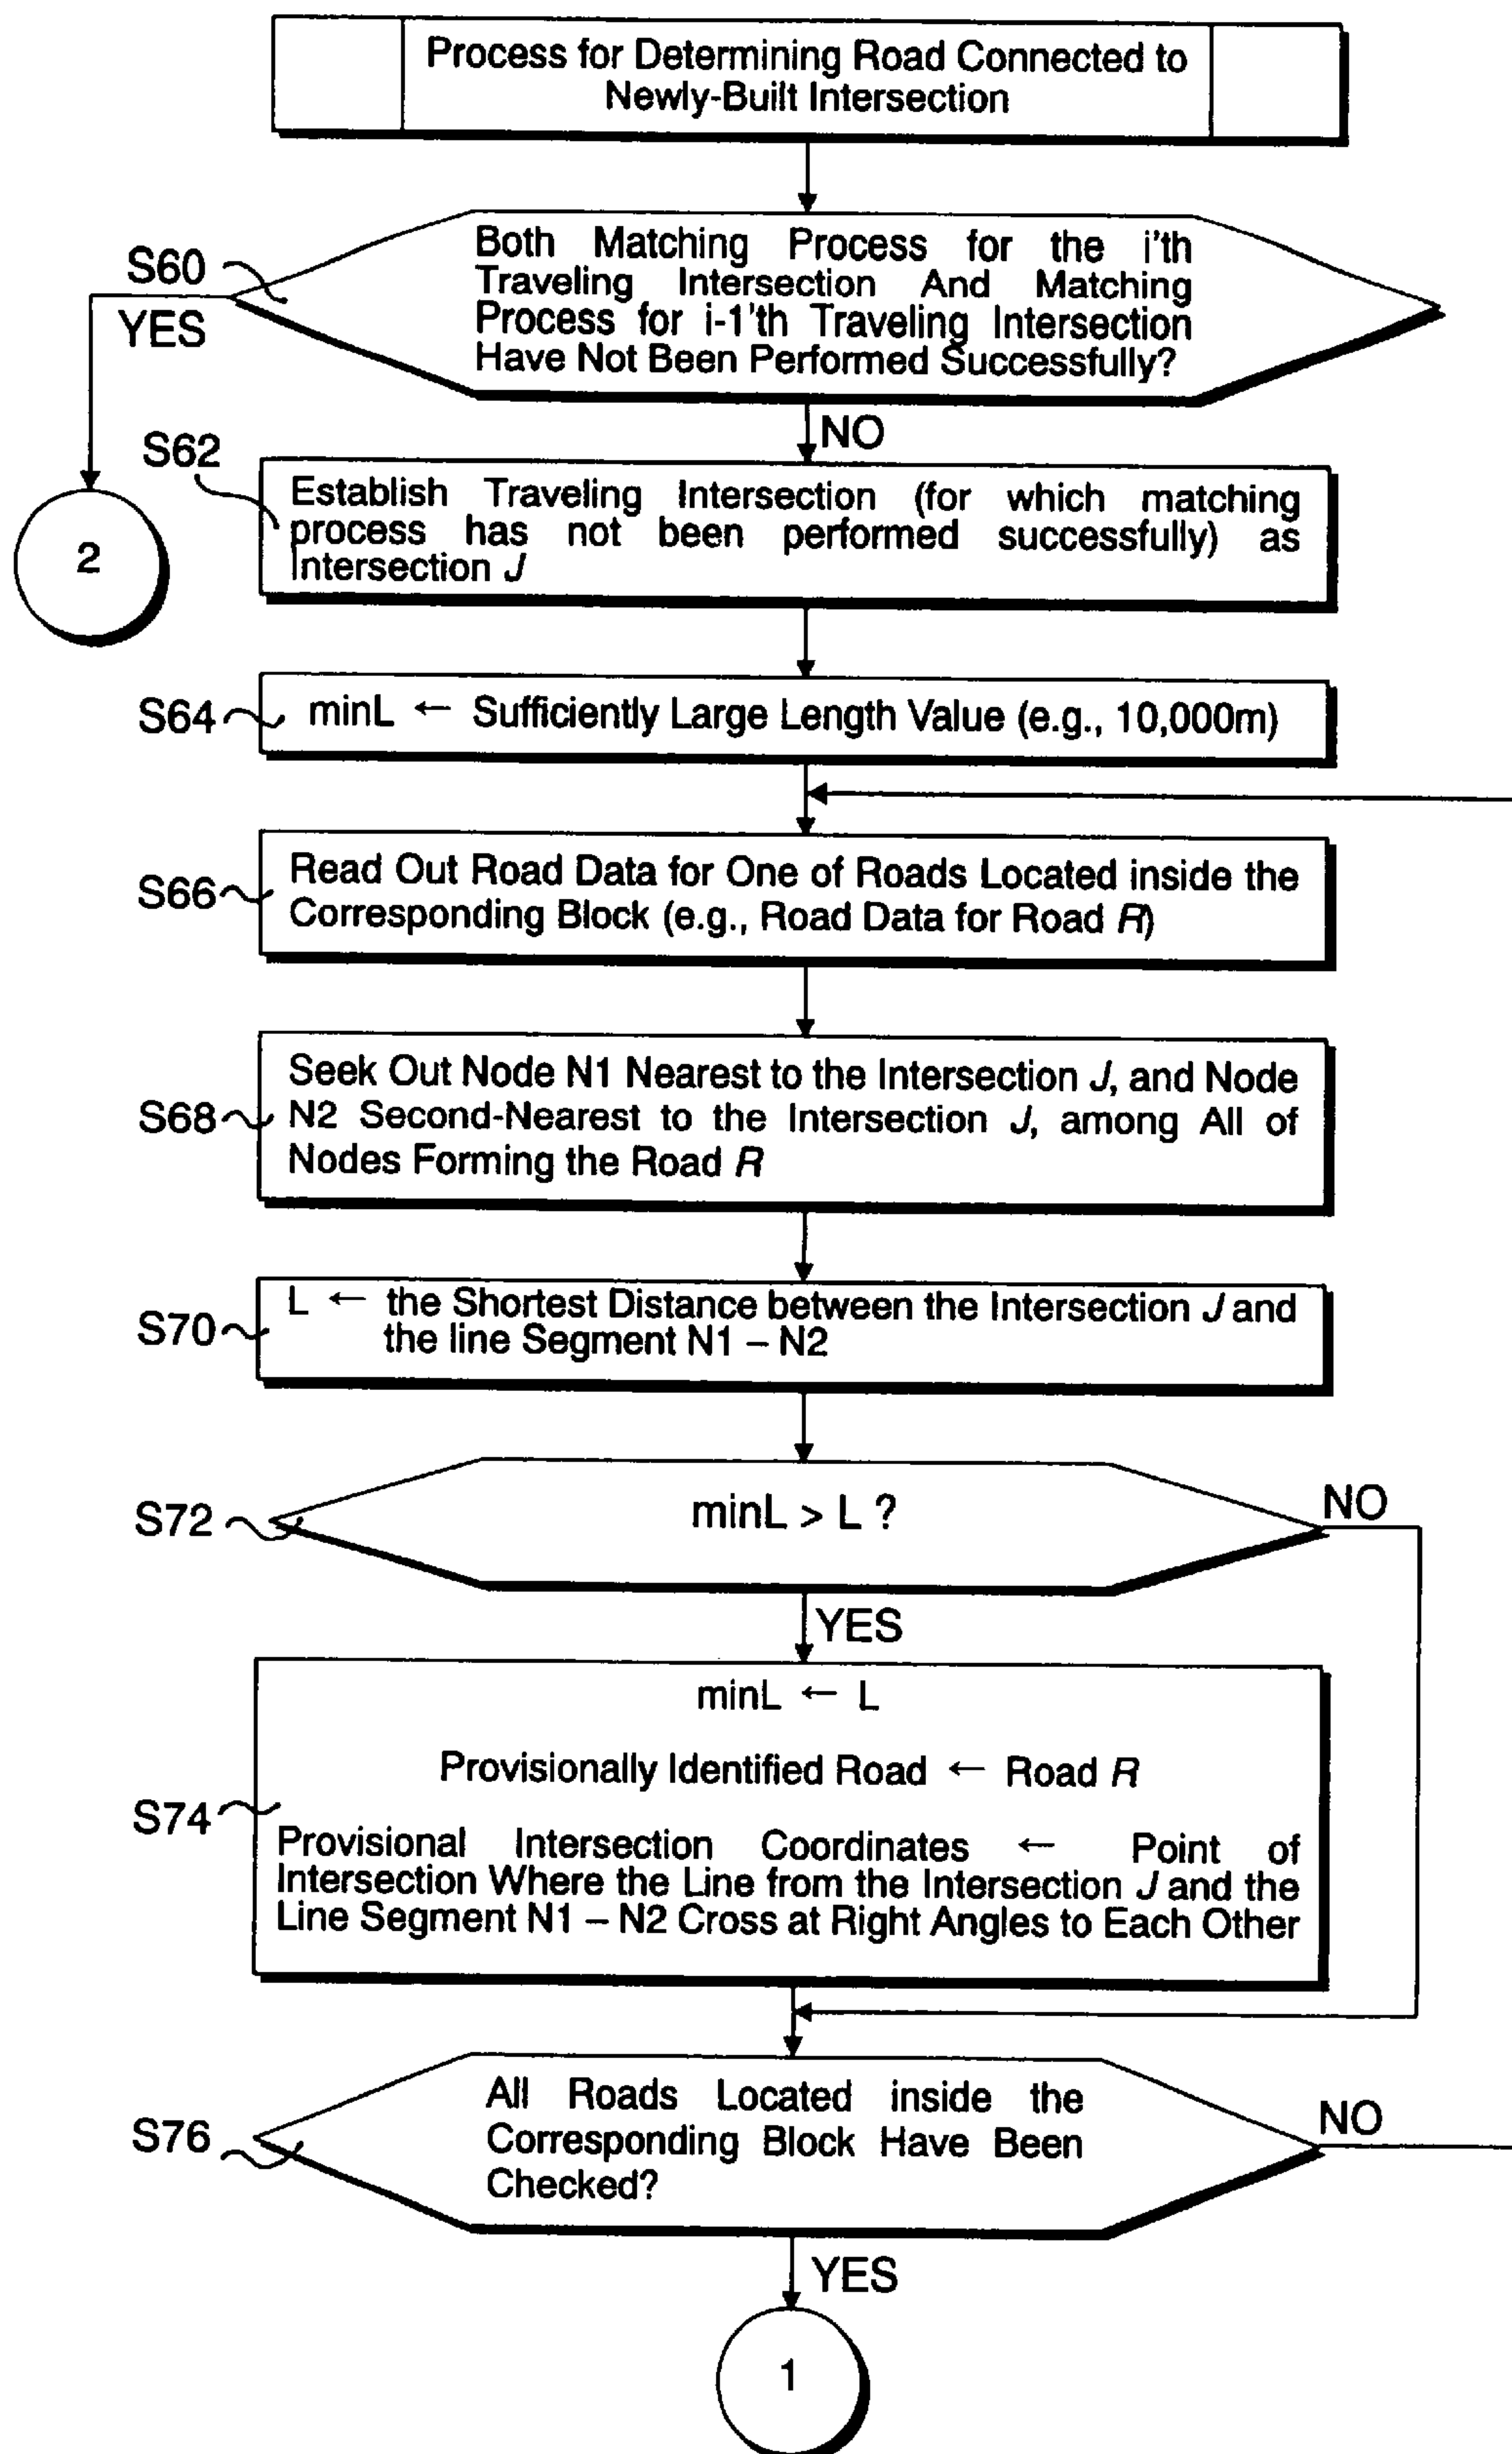 Process for Determining Road Connected to
Newly-Built Intersection
S60
YES
Both Matching Process for the i'th
Traveling Intersection And Matching
Process for i-1'th Traveling Intersection
Have Not Been Performed Successfully?
NO
2
S62
Establish Traveling Intersection (for which matching
process has not been performed successfully) as
Intersection J
S64
minL ← Sufficiently Large Length Value (e.g., 10,000m)
S66
Read Out Road Data for One of Roads Located inside the
Corresponding Block (e.g., Road Data for Road R)
S68
Seek Out Node N1 Nearest to the Intersection J, and Node
N2 Second-Nearest to the Intersection J, among All of
Nodes Forming the Road R
S70
L ← the Shortest Distance between the Intersection J and
the line Segment N1 – N2
S72
minL > L ?
NO
YES
S74
minL ← L
Provisionally Identified Road ← Road R
Provisional Intersection Coordinates ← Point of
Intersection Where the Line from the Intersection J and the
Line Segment N1 – N2 Cross at Right Angles to Each Other
S76
All Roads Located inside the
Corresponding Block Have Been
Checked?
NO
YES
1